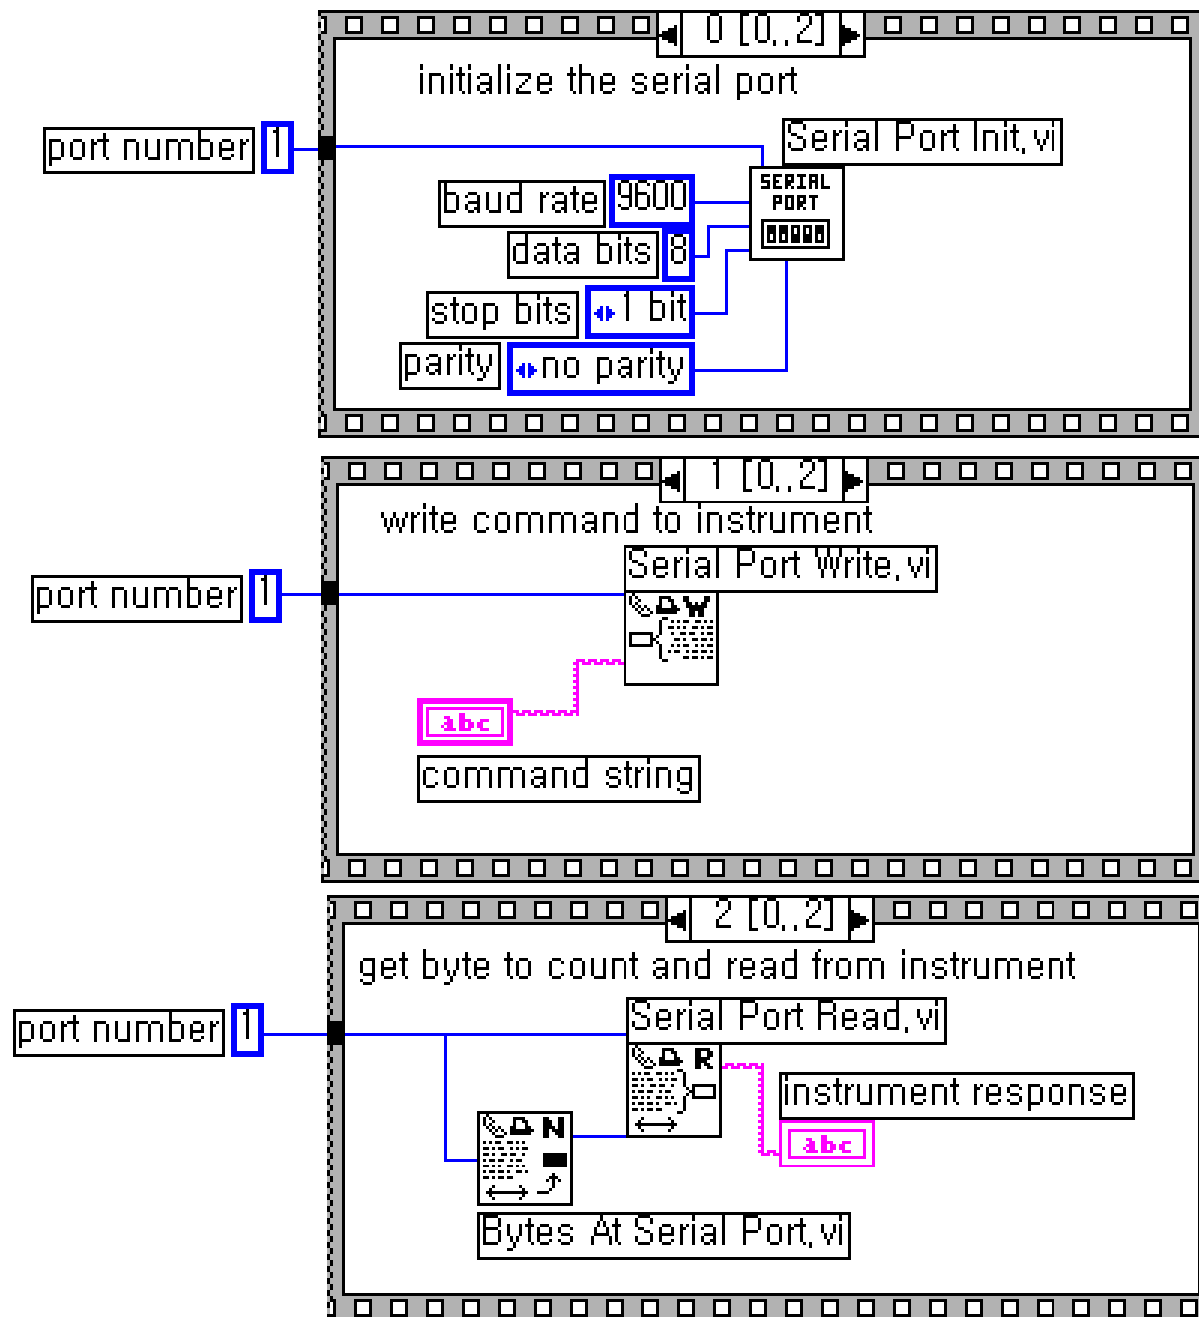 0 [0..2]
initialize the serial port
port number 1
Serial Port Init.vi
SERIAL
PORT
baud rate 9600
data bits 8
stop bits 1 bit
parity no parity
1 [0..2]
write command to instrument
Serial Port Write.vi
port number 1
W
abc
command string
2 [0..2]
get byte to count and read from instrument
Serial Port Read.vi
port number 1
R
instrument response
abc
N
Bytes At Serial Port.vi